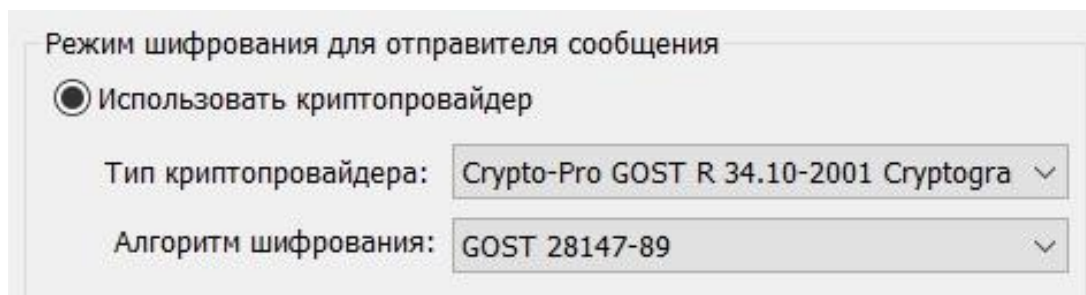 Режим шифрования для отправителя сообщения
Использовать криптопровайдер
Тип криптопровайдера: Crypto-Pro GOST R 34.10-2001 Cryptogra
Алгоритм шифрования: GOST 28147-89